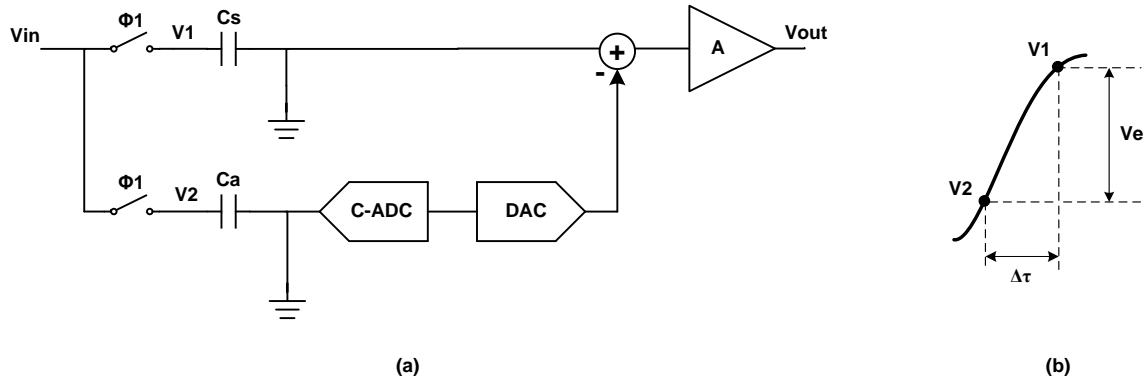 Φ1
V1
Cs
Vin
A
Vout
+
-
Φ1
V2
Ca
C-ADC
DAC
(a)
V1
Ve
V2
Δτ
(b)